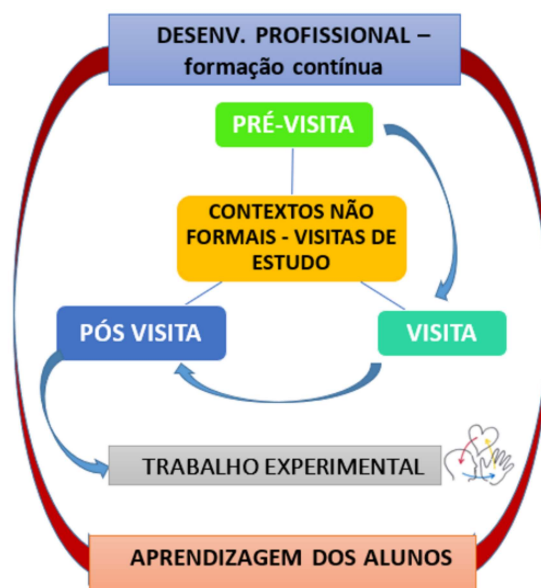 DESENV. PROFISSIONAL –
formação contínua
PRÉ-VISITA
CONTEXTOS NÃO
FORMAIS - VISITAS DE
ESTUDO
PÓS VISITA
VISITA
TRABALHO EXPERIMENTAL
APRENDIZAGEM DOS ALUNOS